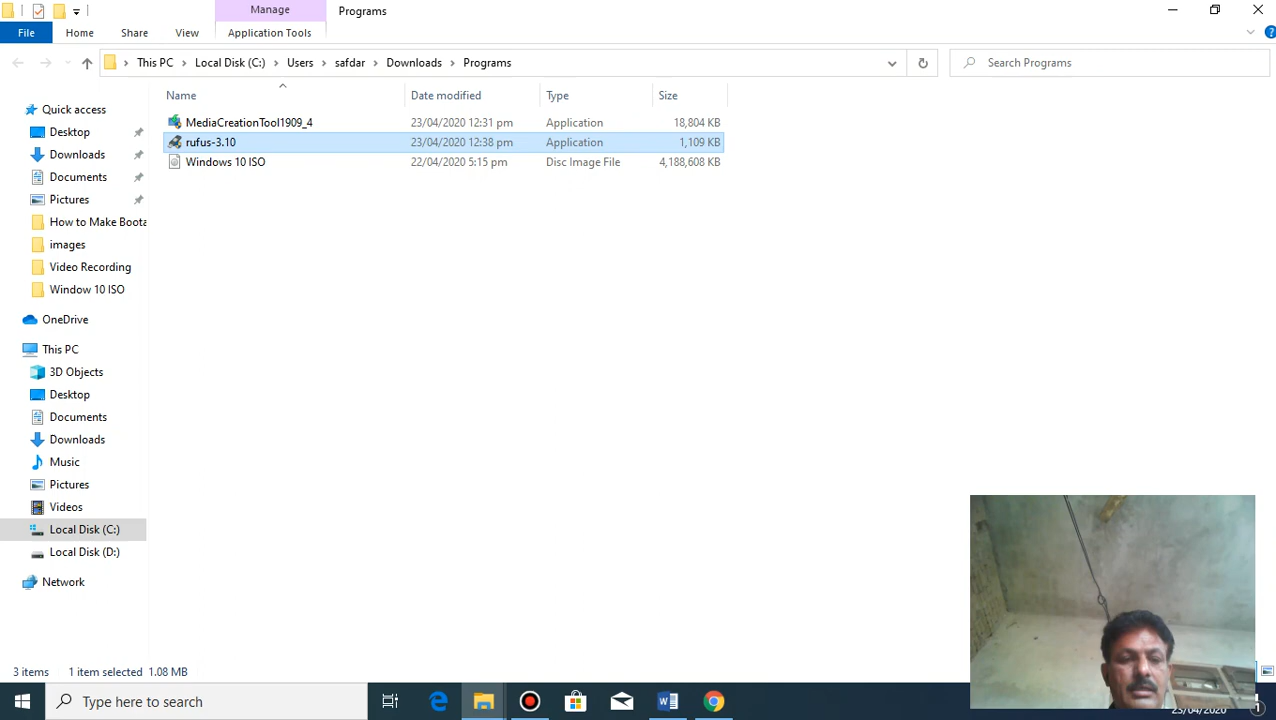 Manage
Programs
File
Home
Share
View
Application Tools
This PC
Local Disk (C:)
Users
safdar
Downloads
Programs
Search Programs
Name
Date modified
Type
Size
MediaCreationTool1909_4 23/04/2020 12:31 pm Application 18,804 KB
rufus-3.10 23/04/2020 12:38 pm Application 1,109 KB
Windows 10 ISO 22/04/2020 5:15 pm Disc Image File 4,188,608 KB
Quick access
Desktop
Downloads
Documents
Pictures
How to Make Boota
images
Video Recording
Window 10 ISO
OneDrive
This PC
3D Objects
Desktop
Documents
Downloads
Music
Pictures
Videos
Local Disk (C:)
Local Disk (D:)
Network
3 items 1 item selected 1.08 MB
Type here to search
23/04/2020
1